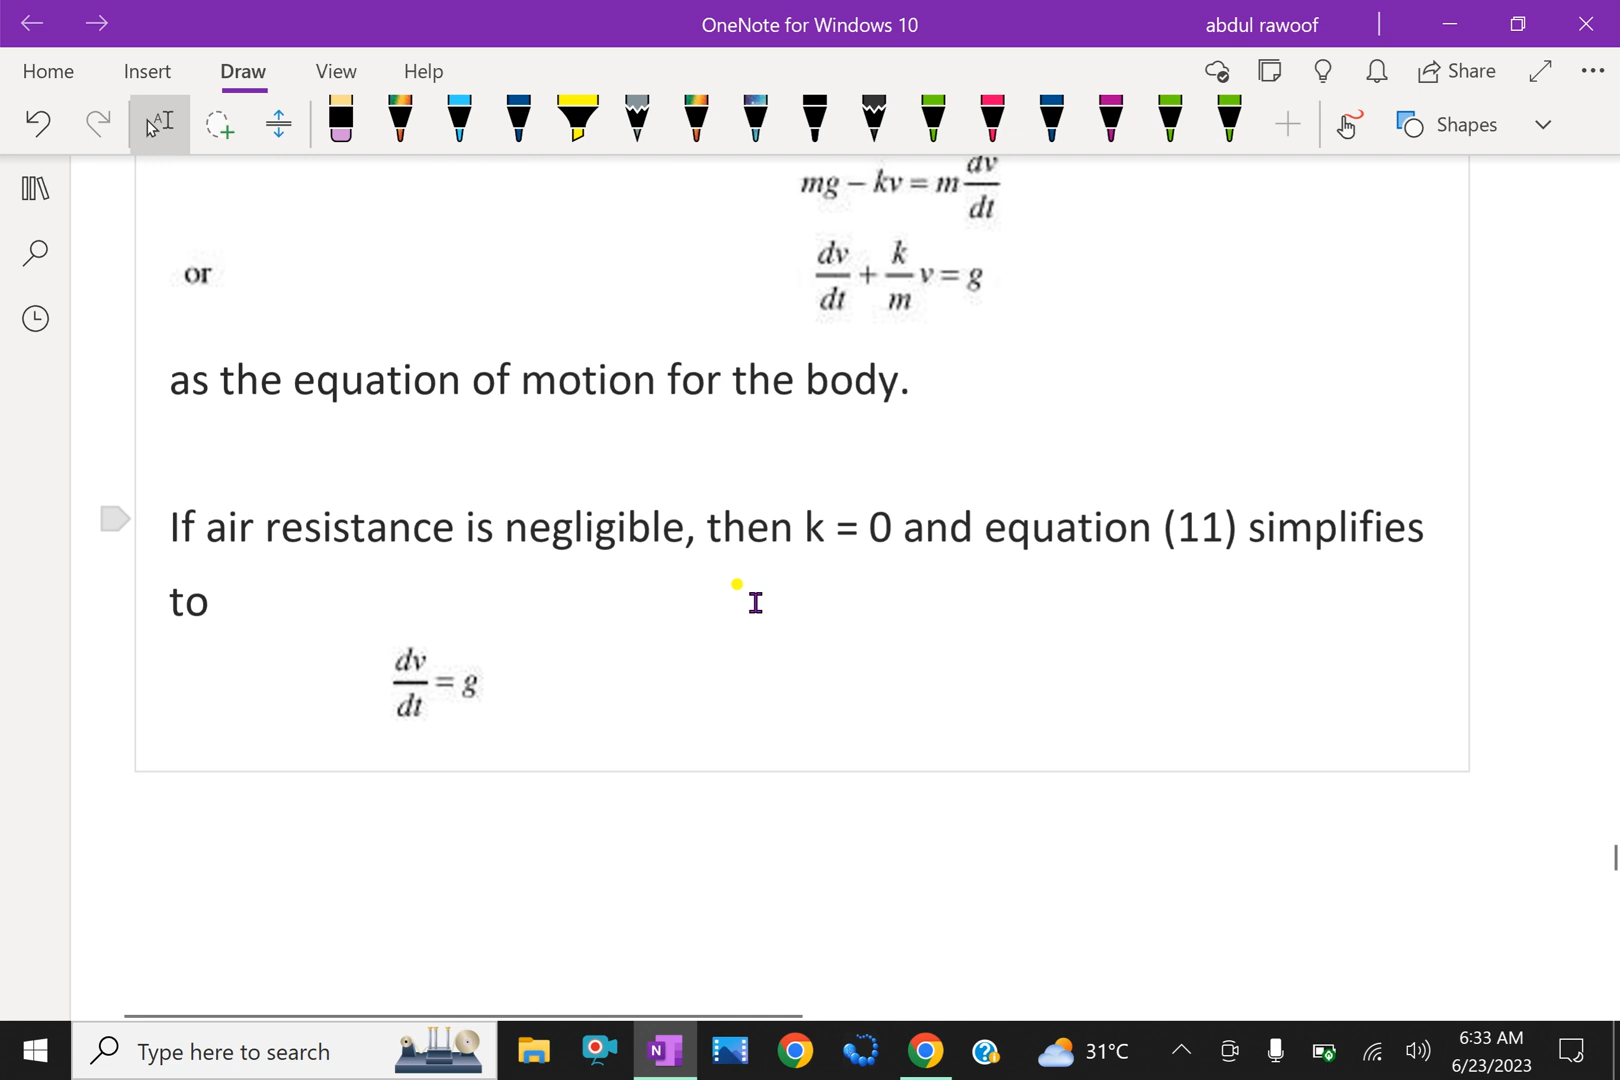 OneNote for Windows 10
abdul rawoof
Home Insert Draw View Help
Share
Shapes
mg − kv = m dv/dt
or
dv/dt + k/m v = g
as the equation of motion for the body.
If air resistance is negligible, then k = 0 and equation (11) simplifies
to
dv/dt = g
Type here to search
31°C
6:33 AM
6/23/2023